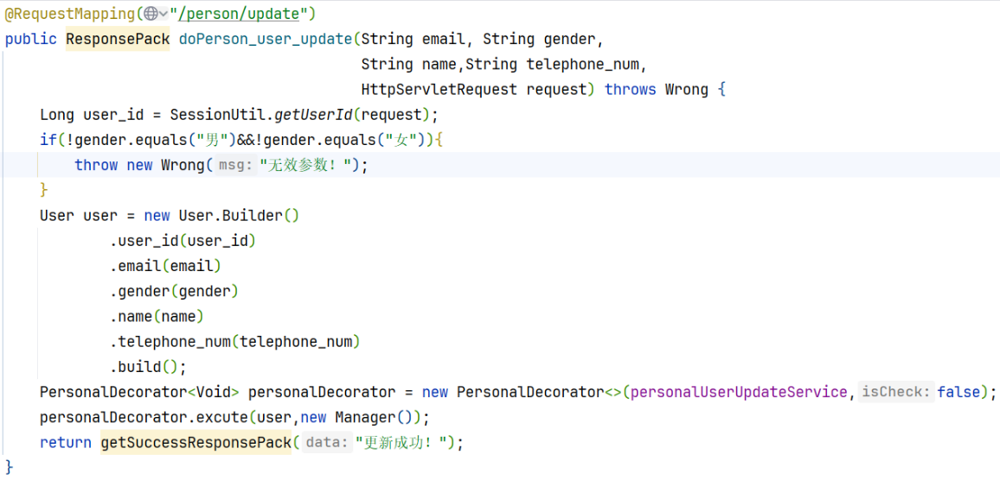 @RequestMapping("/person/update")
public ResponsePack doPerson_user_update(String email, String gender,
String name,String telephone_num,
HttpServletRequest request) throws Wrong {
Long user_id = SessionUtil.getUserId(request);
if(!gender.equals("男")&&!gender.equals("女")){
throw new Wrong( msg: "无效参数！");
}
User user = new User.Builder()
.user_id(user_id)
.email(email)
.gender(gender)
.name(name)
.telephone_num(telephone_num)
.build();
PersonalDecorator<Void> personalDecorator = new PersonalDecorator<>(personalUserUpdateService, isCheck: false);
personalDecorator.excute(user,new Manager());
return getSuccessResponsePack( data: "更新成功！");
}